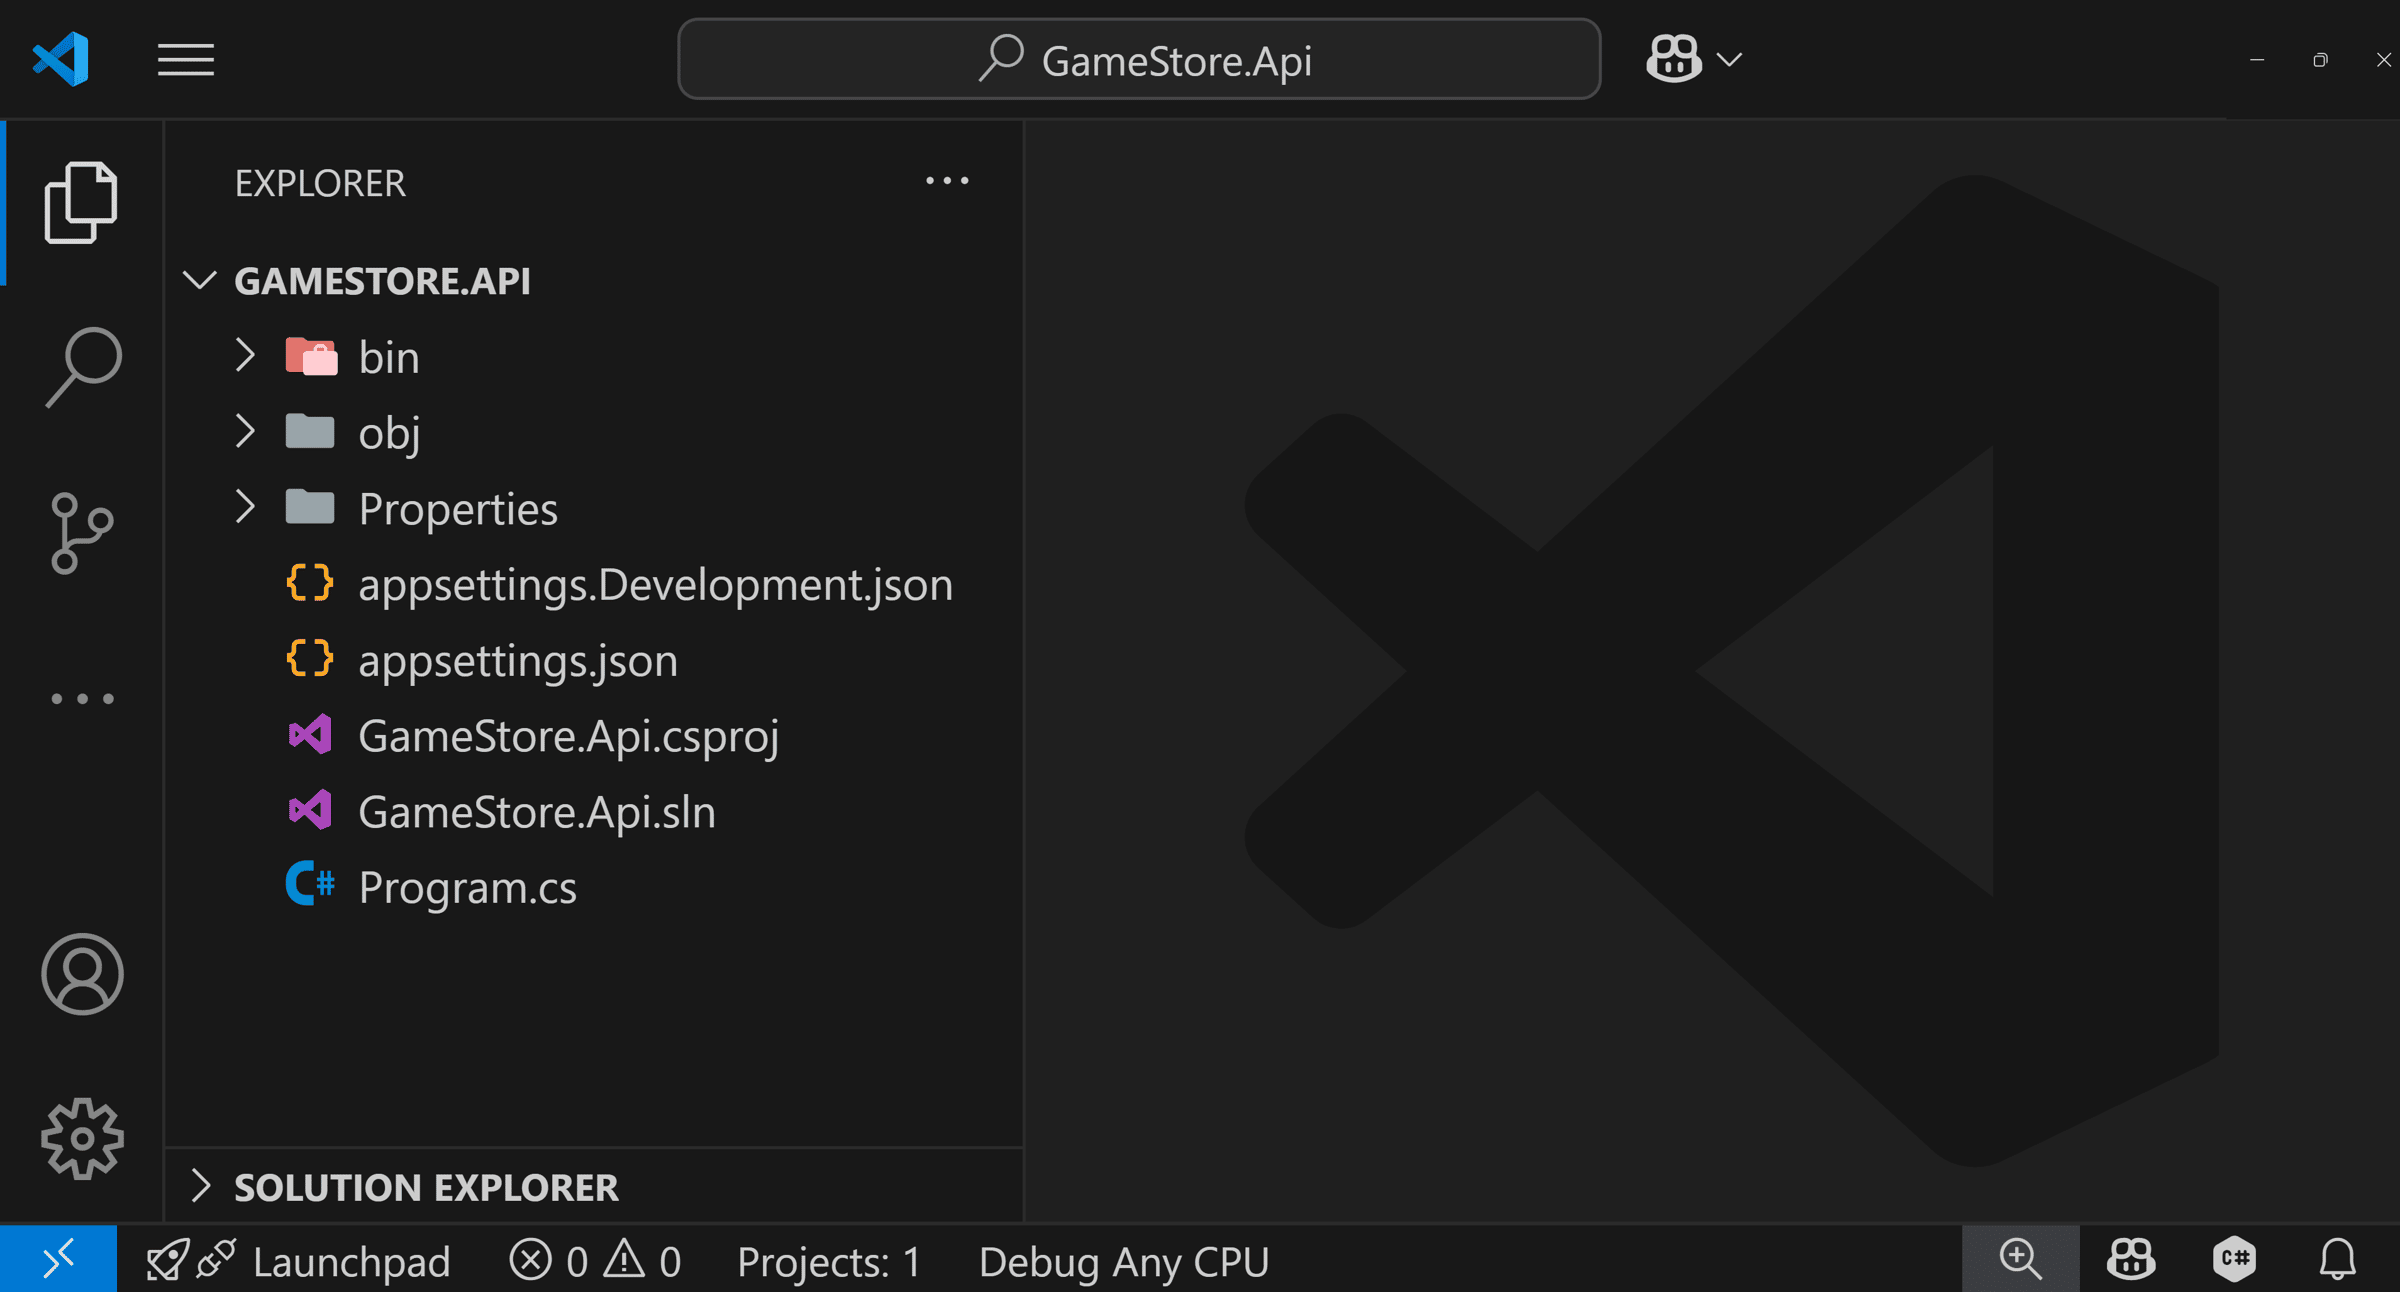 GameStore.Api
EXPLORER
GAMESTORE.API
bin
obj
Properties
appsettings.Development.json
appsettings.json
GameStore.Api.csproj
GameStore.Api.sln
C# Program.cs
SOLUTION EXPLORER
Launchpad 0 0 Projects: 1 Debug Any CPU C#